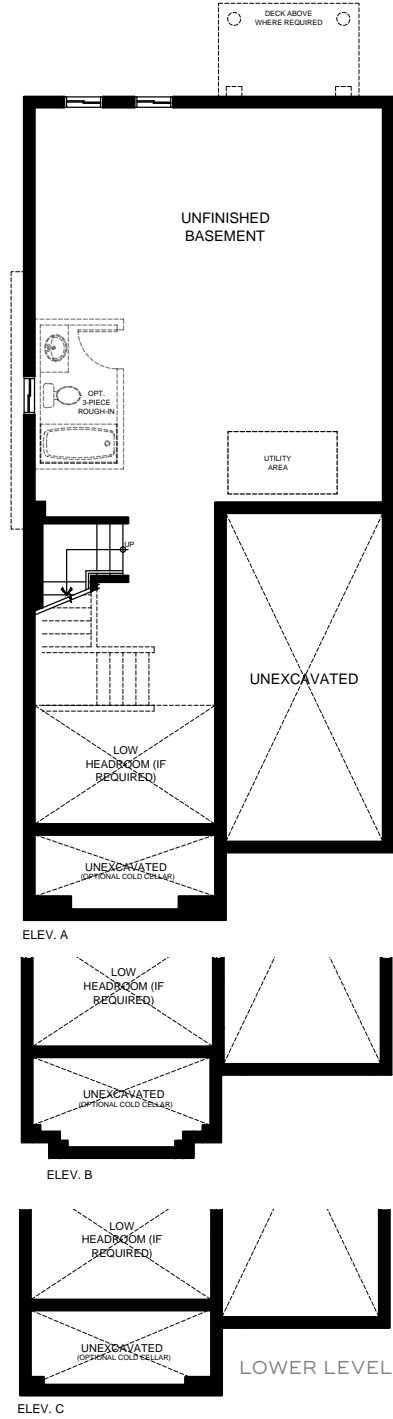 DECK ABOVE
WHERE REQUIRED
UNFINISHED
BASEMENT
OPT.
3-PIECE
ROUGH-IN
UTILITY
AREA
UP
UNEXCAVATED
LOW
HEADROOM (IF
REQUIRED)
UNEXCAVATED
(OPTIONAL COLD CELLAR)
ELEV. A
LOW
HEADROOM (IF
REQUIRED)
UNEXCAVATED
(OPTIONAL COLD CELLAR)
ELEV. B
LOW
HEADROOM (IF
REQUIRED)
UNEXCAVATED
(OPTIONAL COLD CELLAR)
LOWER LEVEL
ELEV. C